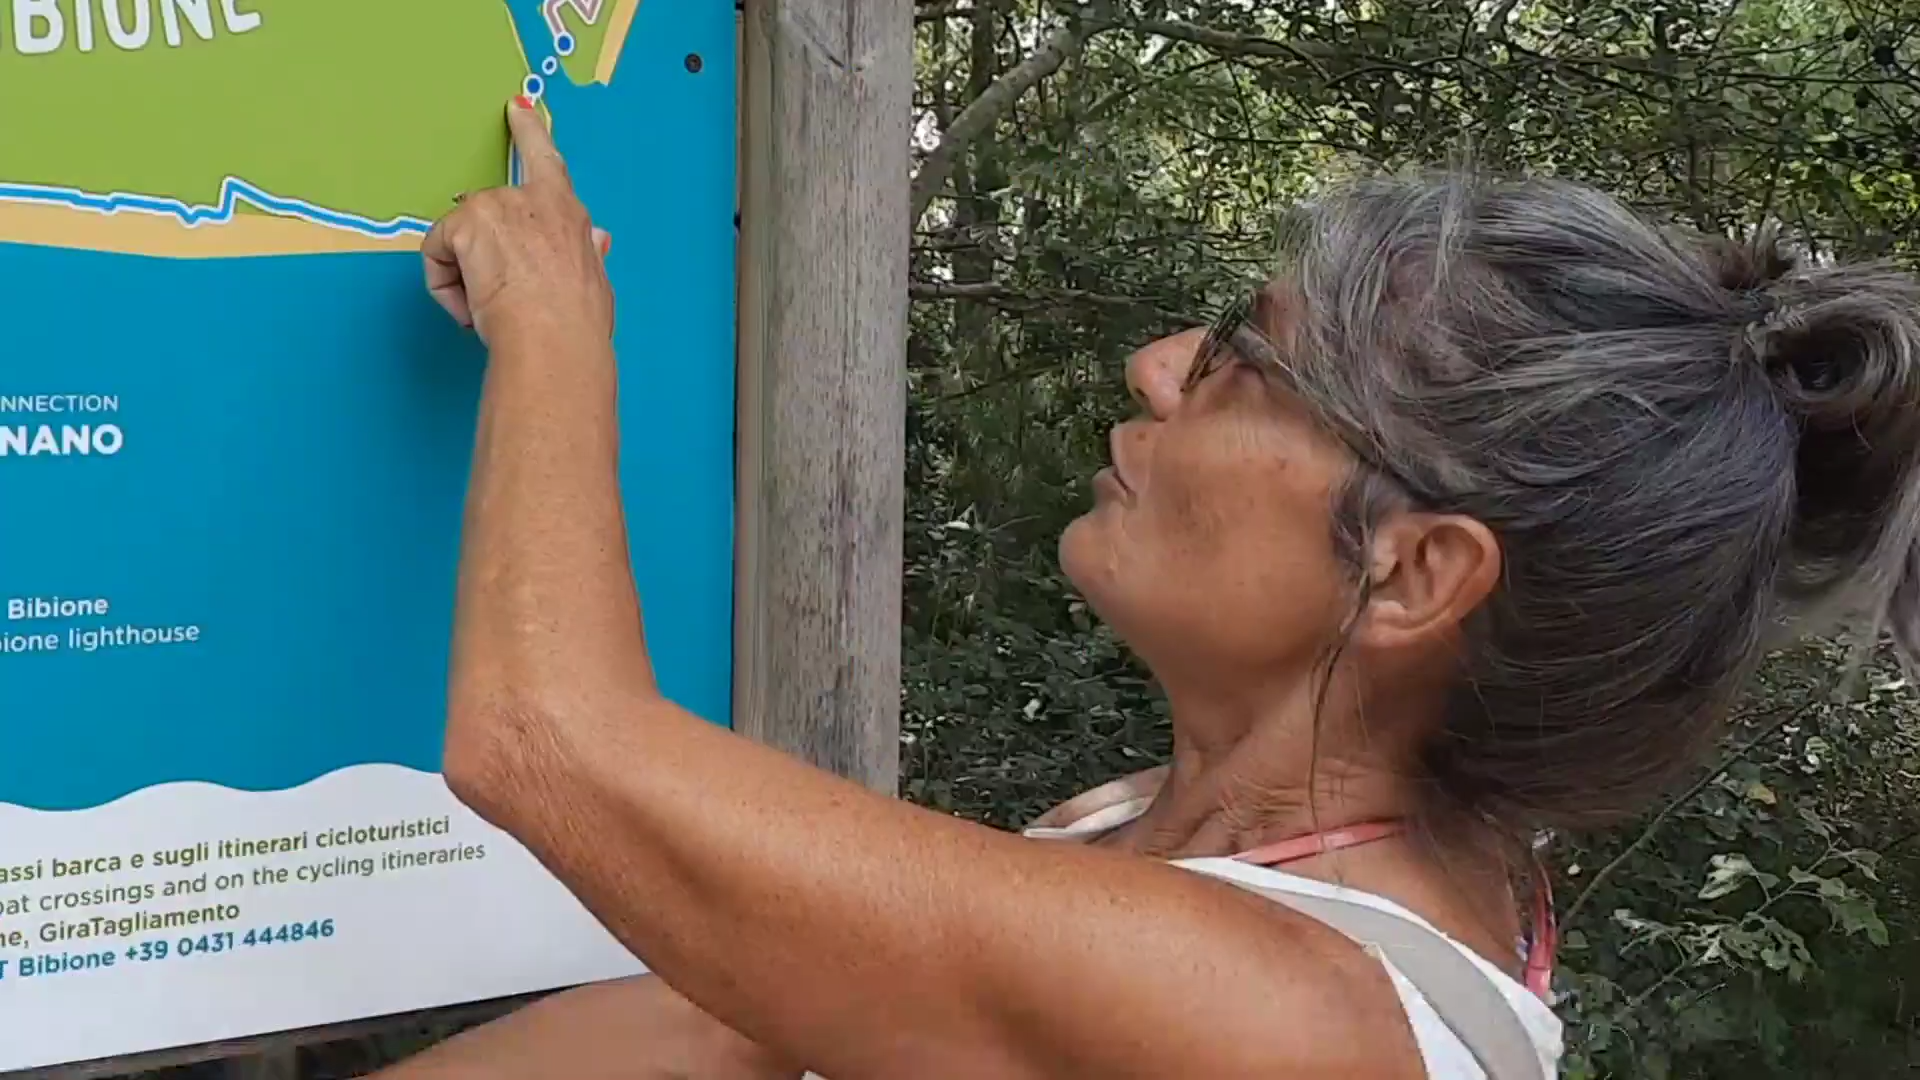 BIONE
NNECTION
NANO
Bibione
ione lighthouse
assi barca e sugli itinerari cicloturistici
oat crossings and on the cycling itineraries
ne, GiraTagliamento
T Bibione +39 0431 444846